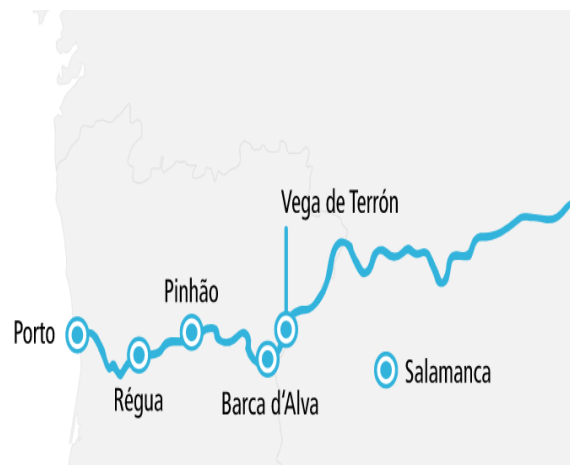 Vega de Terrón
Pinhão
Porto
Régua
Barca d'Alva
Salamanca